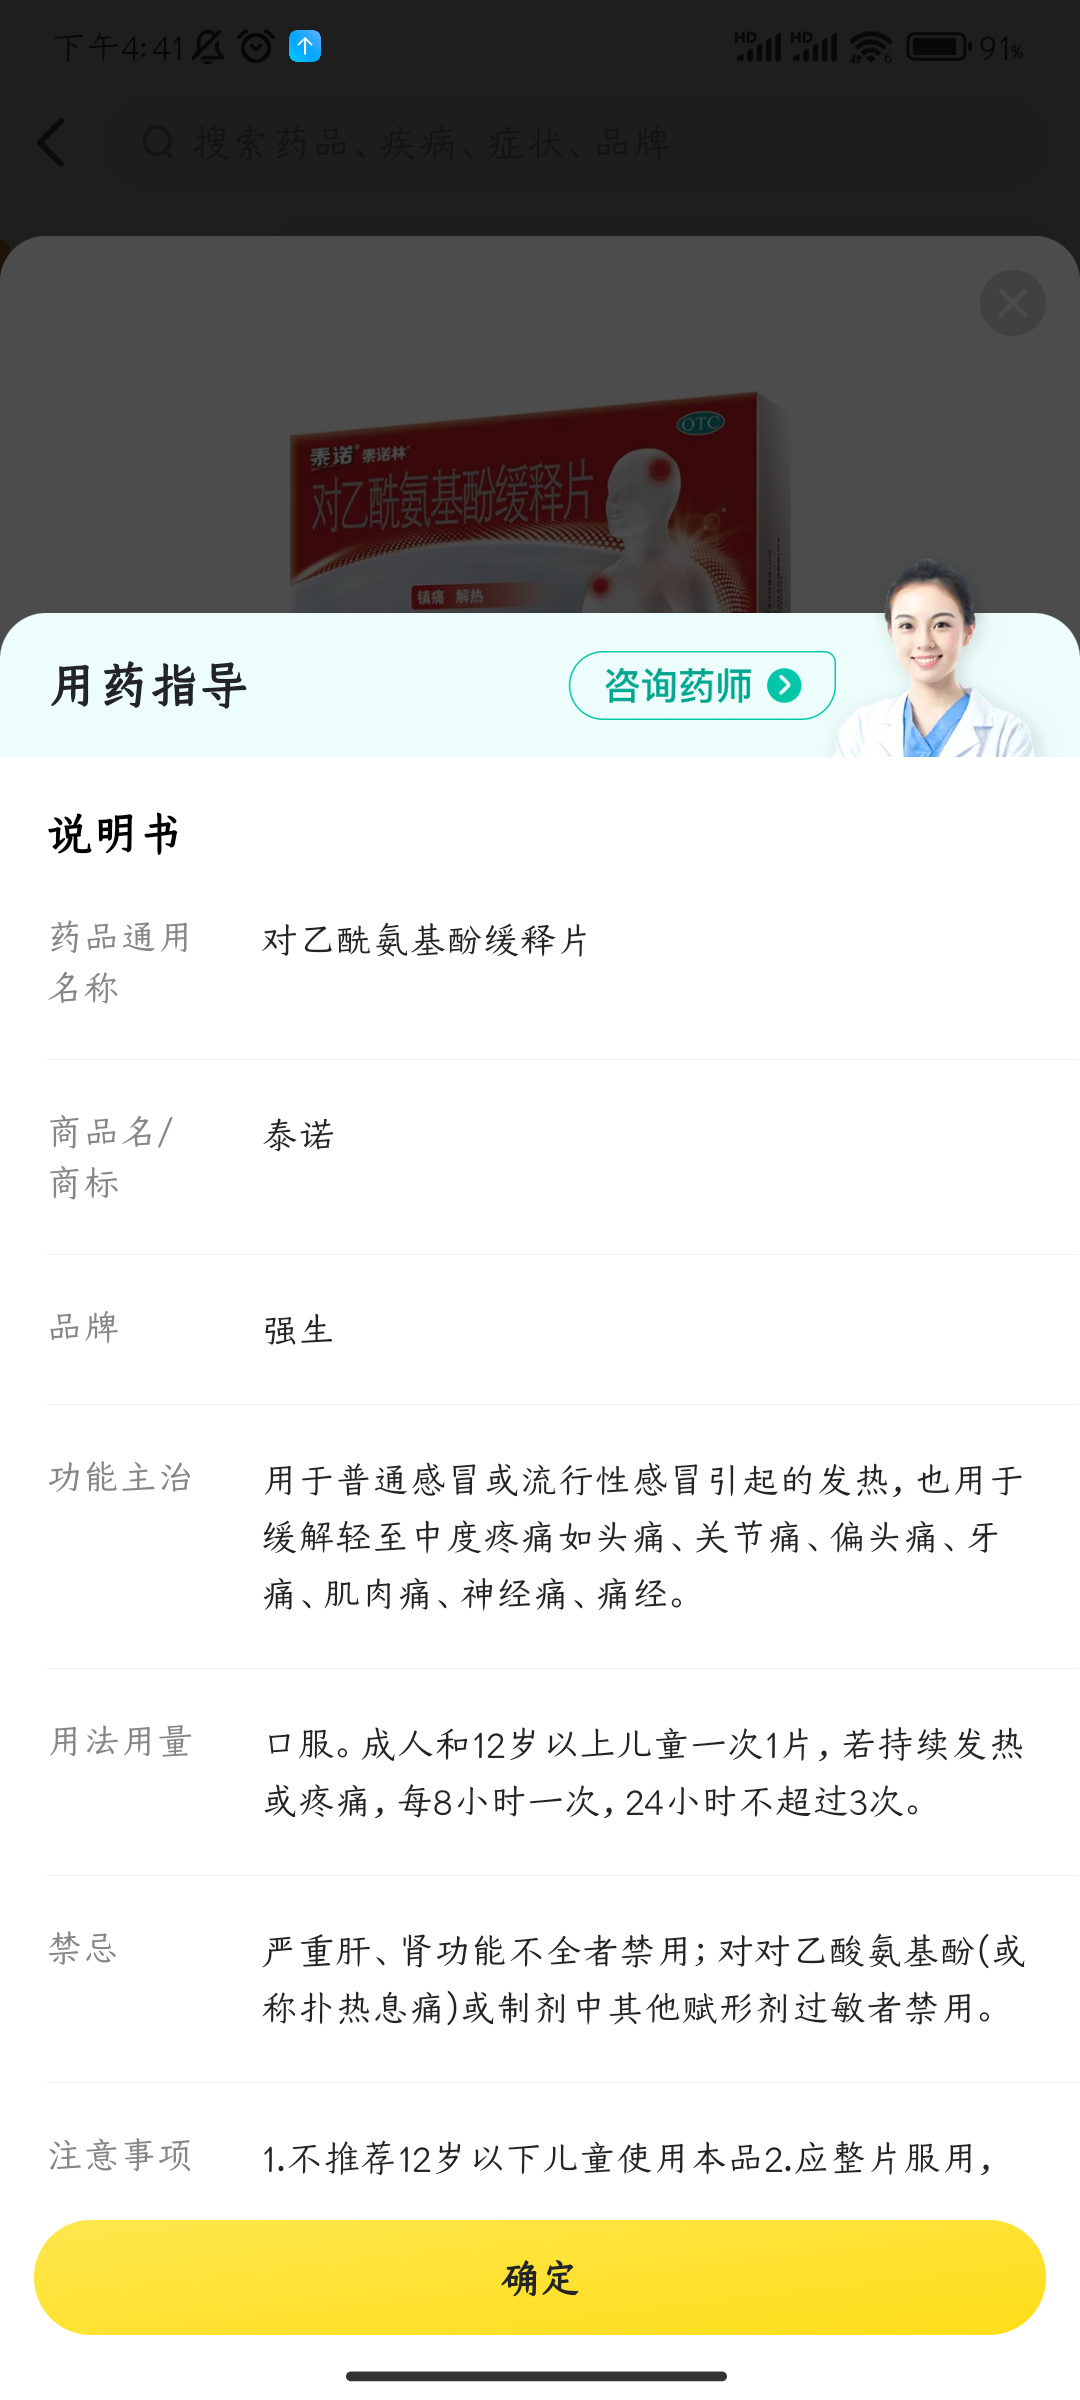 下午4:41
HD HD 6 91%
搜索药品、疾病、症状、品牌
OTC
泰诺® 泰诺林®
对乙酰氨基酚缓释片
镇痛 解热
用药指导
咨询药师
说明书
药品通用名称 对乙酰氨基酚缓释片
商品名/商标 泰诺
品牌 强生
功能主治 用于普通感冒或流行性感冒引起的发热,也用于
缓解轻至中度疼痛如头痛、关节痛、偏头痛、牙
痛、肌肉痛、神经痛、痛经。
用法用量 口服。成人和12岁以上儿童一次1片,若持续发热
或疼痛,每8小时一次,24小时不超过3次。
禁忌 严重肝、肾功能不全者禁用;对对乙酸氨基酚(或
称扑热息痛)或制剂中其他赋形剂过敏者禁用。
注意事项 1.不推荐12岁以下儿童使用本品2.应整片服用,
确定